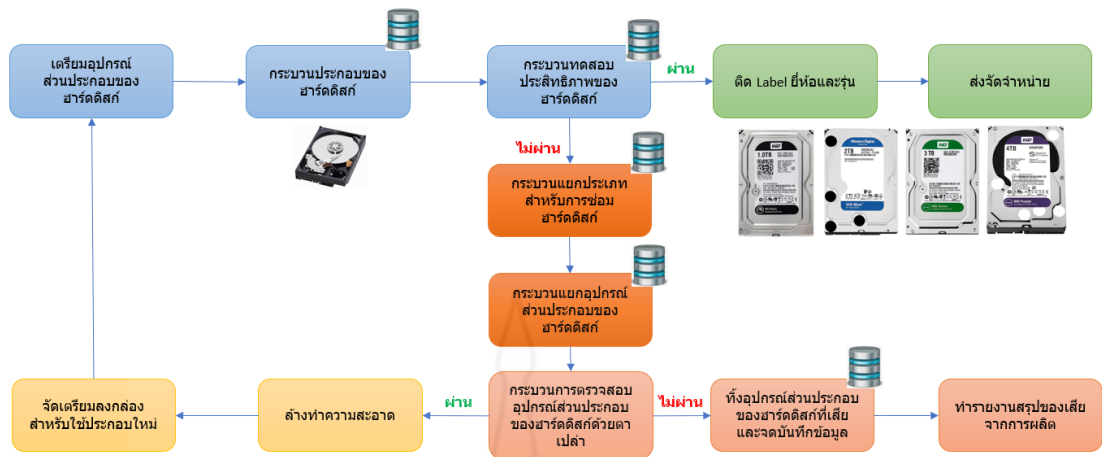 เตรียมอุปกรณ์
ส่วนประกอบของ
ฮาร์ดดิสก์
กระบวนประกอบของ
ฮาร์ดดิสก์
กระบวนทดสอบ
ประสิทธิภาพของ
ฮาร์ดดิสก์
ผ่าน
ติด Label ยี่ห้อและรุ่น
ส่งจัดจำหน่าย
ไม่ผ่าน
1.0TB
WD
Western Digital
2TB
WD
3 TB
WD
4TB
กระบวนแยกประเภท
สำหรับการซ่อม
ฮาร์ดดิสก์
กระบวนแยกอุปกรณ์
ส่วนประกอบของ
ฮาร์ดดิสก์
จัดเตรียมลงกล่อง
สำหรับใช้ประกอบใหม่
ล้างทำความสะอาด
ผ่าน
กระบวนการตรวจสอบ
อุปกรณ์ส่วนประกอบ
ของฮาร์ดดิสก์ด้วยตา
เปล่า
ไม่ผ่าน
ทิ้งอุปกรณ์ส่วนประกอบ
ของฮาร์ดดิสก์ที่เสีย
และจดบันทึกข้อมูล
ทำรายงานสรุปของเสีย
จากการผลิต